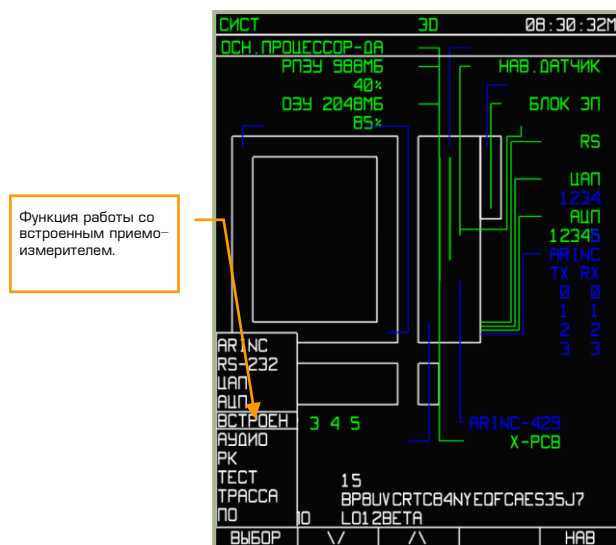 СИСТ 3D 08:30:32М
ОСН.ПРОЦЕССОР-ДА
РПЗУ 988МБ НАВ.ДАТЧИК
40%
ОЗУ 2048МБ БЛОК ЭП
85%
RS
ЦАП
1234
АЦП
12345
ARINC
TX RX
0 0
1 1
2 2
3 3
Функция работы со
встроенным приемо-
измерителем.
ARINC
RS-232
ЦАП
АЦП
ВСТРОЕН 3 4 5 ARINC-429
АУДИО X-PCB
РК
ТЕСТ 15
ТРАССА BPBUVCRTCB4NYEOFCAES35J7
ПО L012BETA
ВЫБОР \/ /\ НАВ